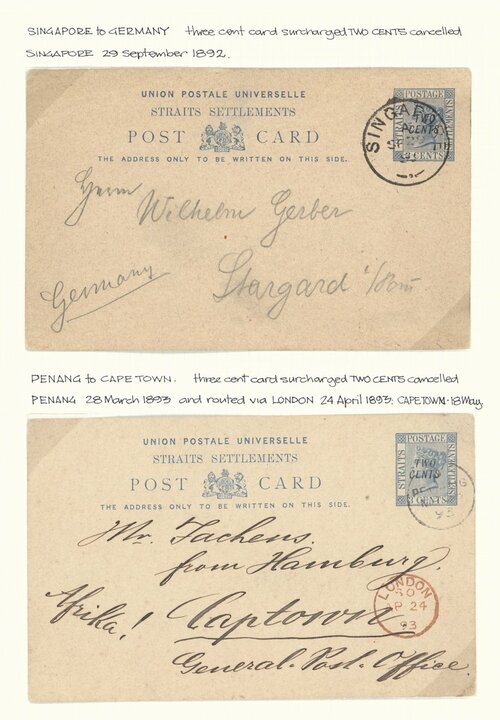 SINGAPORE to GERMANY three cent card surcharged TWO CENTS cancelled
SINGAPORE 29 September 1892.
UNION POSTALE UNIVERSELLE
STRAITS SETTLEMENTS
POST CARD
THE ADDRESS ONLY TO BE WRITTEN ON THIS SIDE.
POSTAGE
TWO
CENTS
Herrn
Wilhelm Gerber
Stargard i/Pom.
Germany
PENANG to CAPE TOWN. three cent card surcharged TWO CENTS cancelled
PENANG 28 March 1893 and routed via LONDON 24 April 1893; CAPETOWN - 18 May,
UNION POSTALE UNIVERSELLE
STRAITS SETTLEMENTS
POST CARD
THE ADDRESS ONLY TO BE WRITTEN ON THIS SIDE.
STRAITS POSTAGE SETTLEMENTS
TWO
CENTS
Mr. Tachens.
from Hamburg.
Afrika! Captown
General. Post. Office.
LONDON
AP 24
93